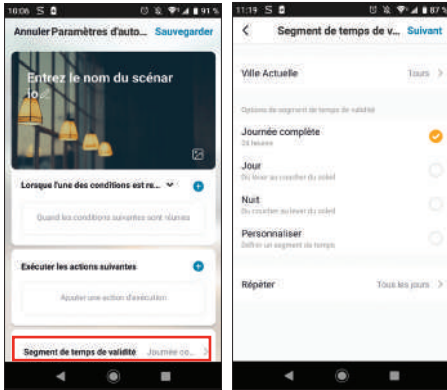 10:06 S
91 %
Annuler Paramètres d'auto... Sauvegarder
Entrez le nom du scénar
io.
Lorsque l'une des conditions est re...
Quand les conditions suivantes sont réunies
Exécuter les actions suivantes
Ajouter une action d'exécution
Segment de temps de validité Journée co...
11:19 S
87 %
Segment de temps de v... Suivant
Ville Actuelle Tours
Options de segment de temps de validité
Journée complète
24 heures
Jour
Du lever au coucher du soleil
Nuit
Du coucher au lever du soleil
Personnaliser
Définir un segment de temps
Répéter Tous les jours